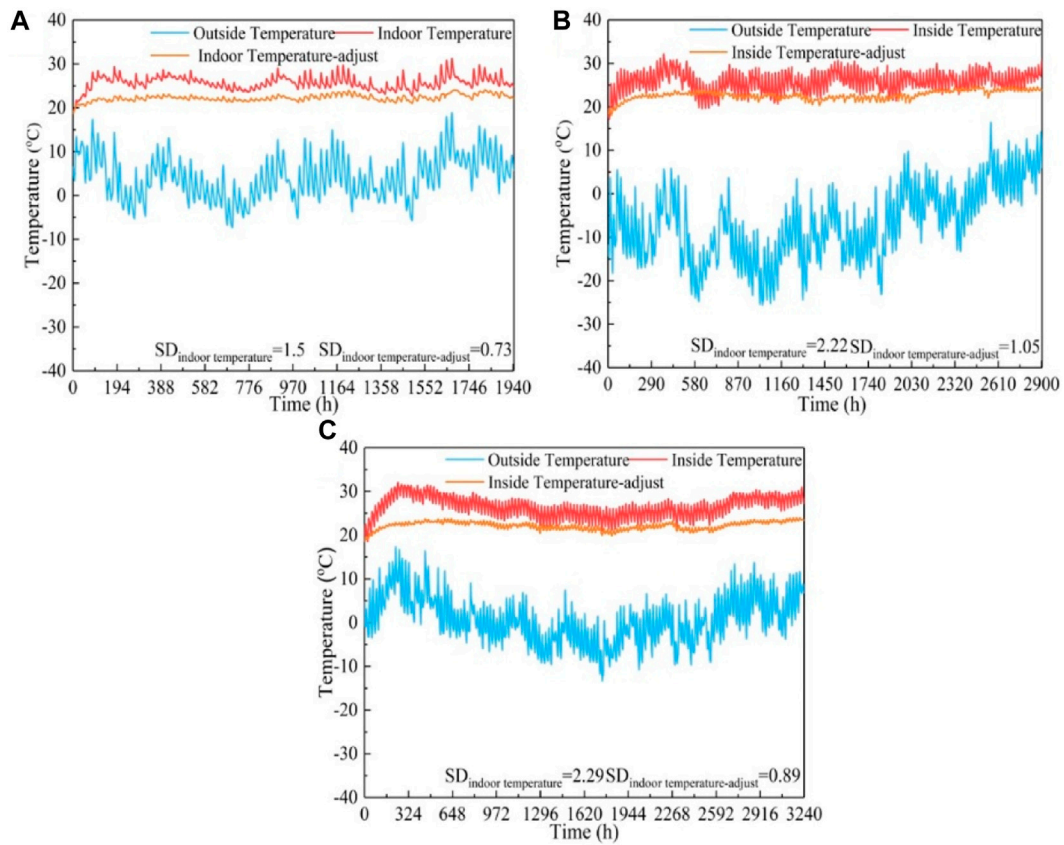 A
Outside Temperature Indoor Temperature
Indoor Temperature-adjust
Temperature (°C)
40
30
20
10
0
-10
-20
-30
-40
SDindoor temperature=1.5 SDindoor temperature-adjust=0.73
0 194 388 582 776 970 1164 1358 1552 1746 1940
Time (h)
B
Outside Temperature Inside Temperature
Inside Temperature-adjust
Temperature (°C)
40
30
20
10
0
-10
-20
-30
-40
SDindoor temperature=2.22 SDindoor temperature-adjust=1.05
0 290 580 870 1160 1450 1740 2030 2320 2610 2900
Time (h)
C
Outside Temperature Inside Temperature
Inside Temperature-adjust
Temperature (°C)
40
30
20
10
0
-10
-20
-30
-40
SDindoor temperature=2.29 SDindoor temperature-adjust=0.89
0 324 648 972 1296 1620 1944 2268 2592 2916 3240
Time (h)